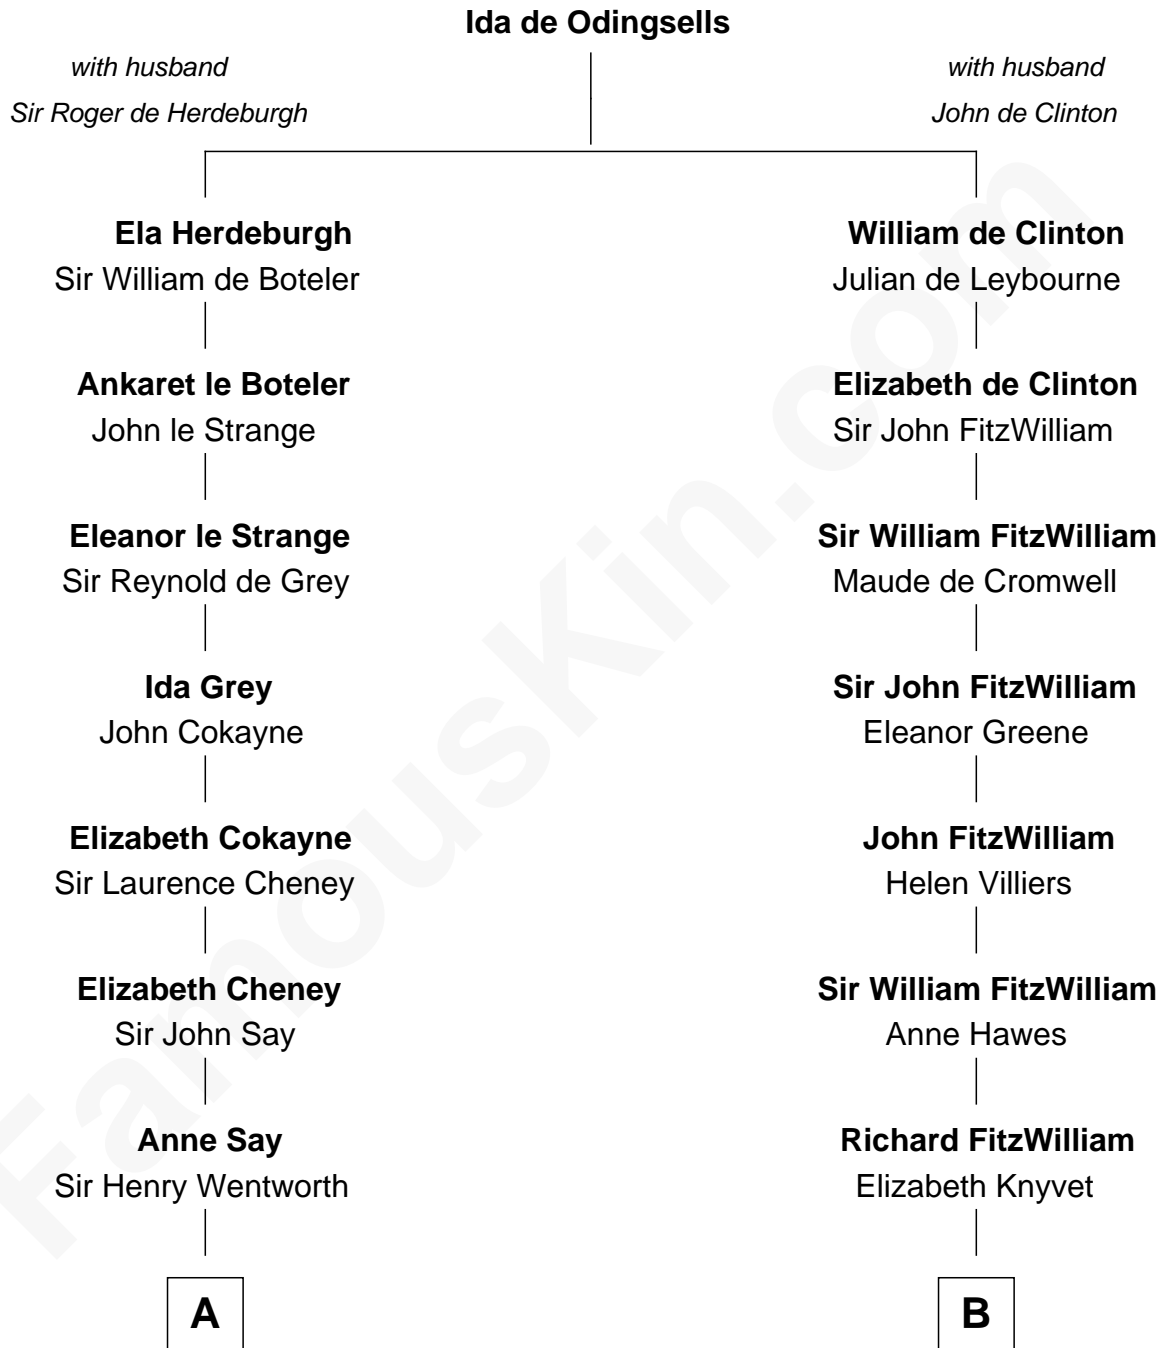 Ida de Odingsells
with husband
Sir Roger de Herdeburgh
with husband
John de Clinton
Ela Herdeburgh
Sir William de Boteler
Ankaret le Boteler
John le Strange
Eleanor le Strange
Sir Reynold de Grey
Ida Grey
John Cokayne
Elizabeth Cokayne
Sir Laurence Cheney
Elizabeth Cheney
Sir John Say
Anne Say
Sir Henry Wentworth
A
William de Clinton
Julian de Leybourne
Elizabeth de Clinton
Sir John FitzWilliam
Sir William FitzWilliam
Maude de Cromwell
Sir John FitzWilliam
Eleanor Greene
John FitzWilliam
Helen Villiers
Sir William FitzWilliam
Anne Hawes
Richard FitzWilliam
Elizabeth Knyvet
B
FamousKin.com